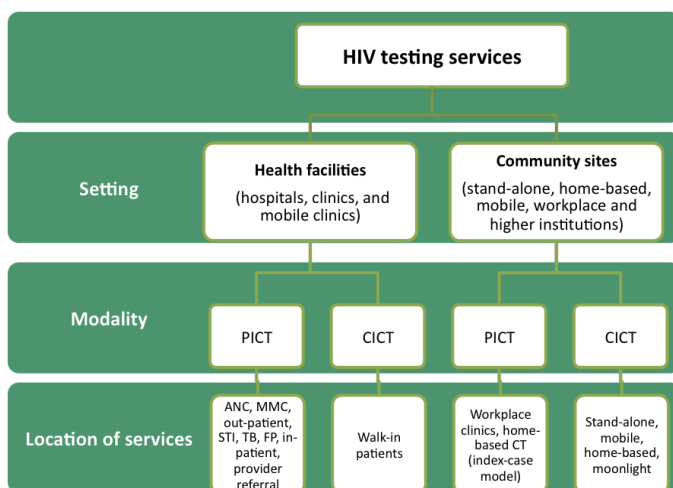 HIV testing services
Setting
Health facilities
(hospitals, clinics, and
mobile clinics)
Community sites
(stand-alone, home-based,
mobile, workplace and
higher institutions)
Modality
PICT
CICT
PICT
CICT
Location of services
ANC, MMC,
out-patient,
STI, TB, FP, in-
patient,
provider
referral
Walk-in
patients
Workplace
clinics, home-
based CT
(index-case
model)
Stand-alone,
mobile,
home-based,
moonlight